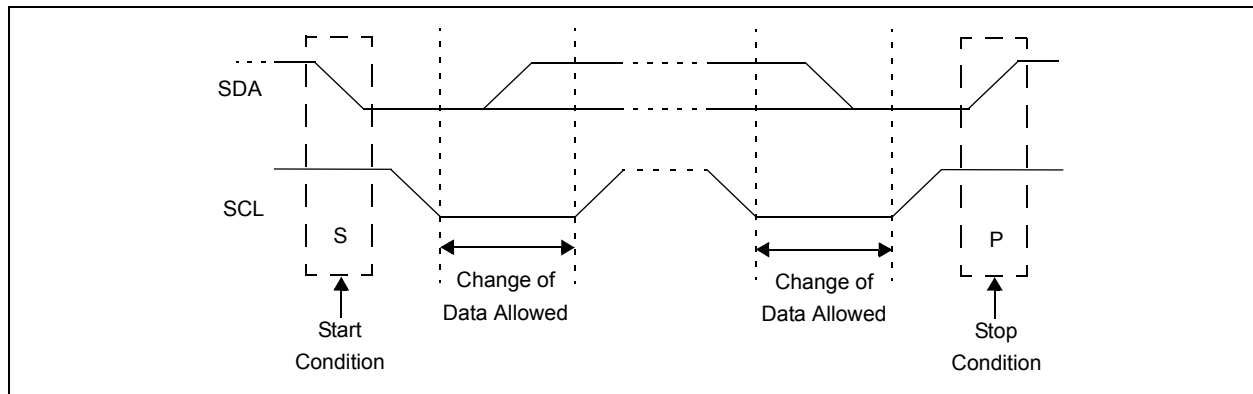 SDA
SCL
S
P
Change of
Data Allowed
Change of
Data Allowed
Start
Condition
Stop
Condition